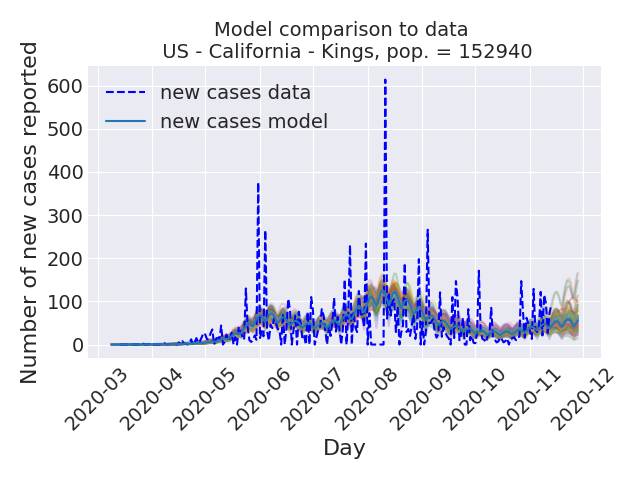 Model comparison to data
US - California - Kings, pop. = 152940
Number of new cases reported
600
500
400
300
200
100
0
new cases data
new cases model
2020-03
2020-04
2020-05
2020-06
2020-07
2020-08
2020-09
2020-10
2020-11
2020-12
Day